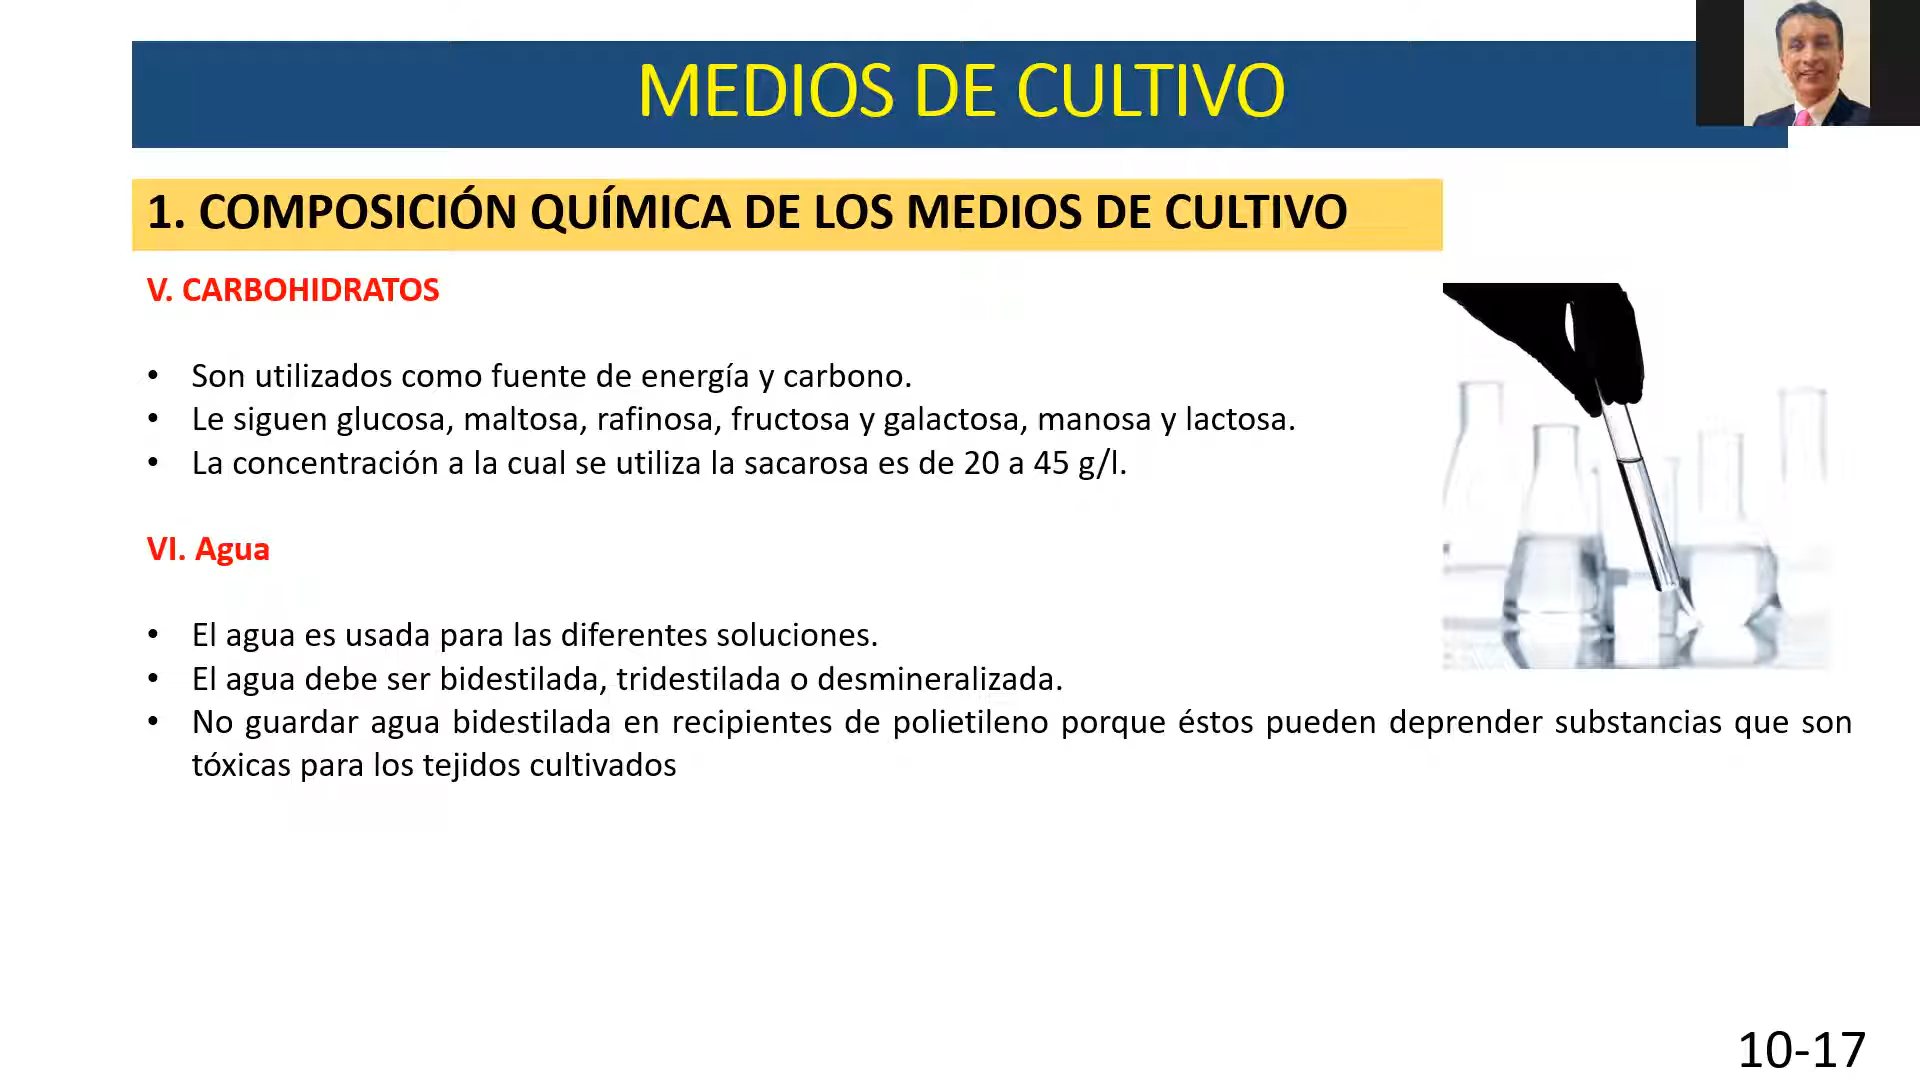 MEDIOS DE CULTIVO
1. COMPOSICIÓN QUÍMICA DE LOS MEDIOS DE CULTIVO
V. CARBOHIDRATOS
• Son utilizados como fuente de energía y carbono.
• Le siguen glucosa, maltosa, rafinosa, fructosa y galactosa, manosa y lactosa.
• La concentración a la cual se utiliza la sacarosa es de 20 a 45 g/l.
VI. Agua
• El agua es usada para las diferentes soluciones.
• El agua debe ser bidestilada, tridestilada o desmineralizada.
• No guardar agua bidestilada en recipientes de polietileno porque éstos pueden deprender substancias que son
tóxicas para los tejidos cultivados
10-17